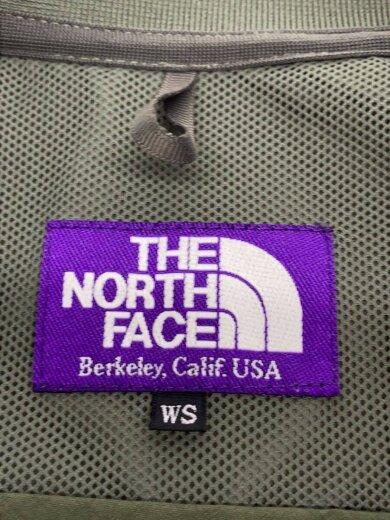 THE
NORTH
FACE
Berkeley, Calif. USA
WS